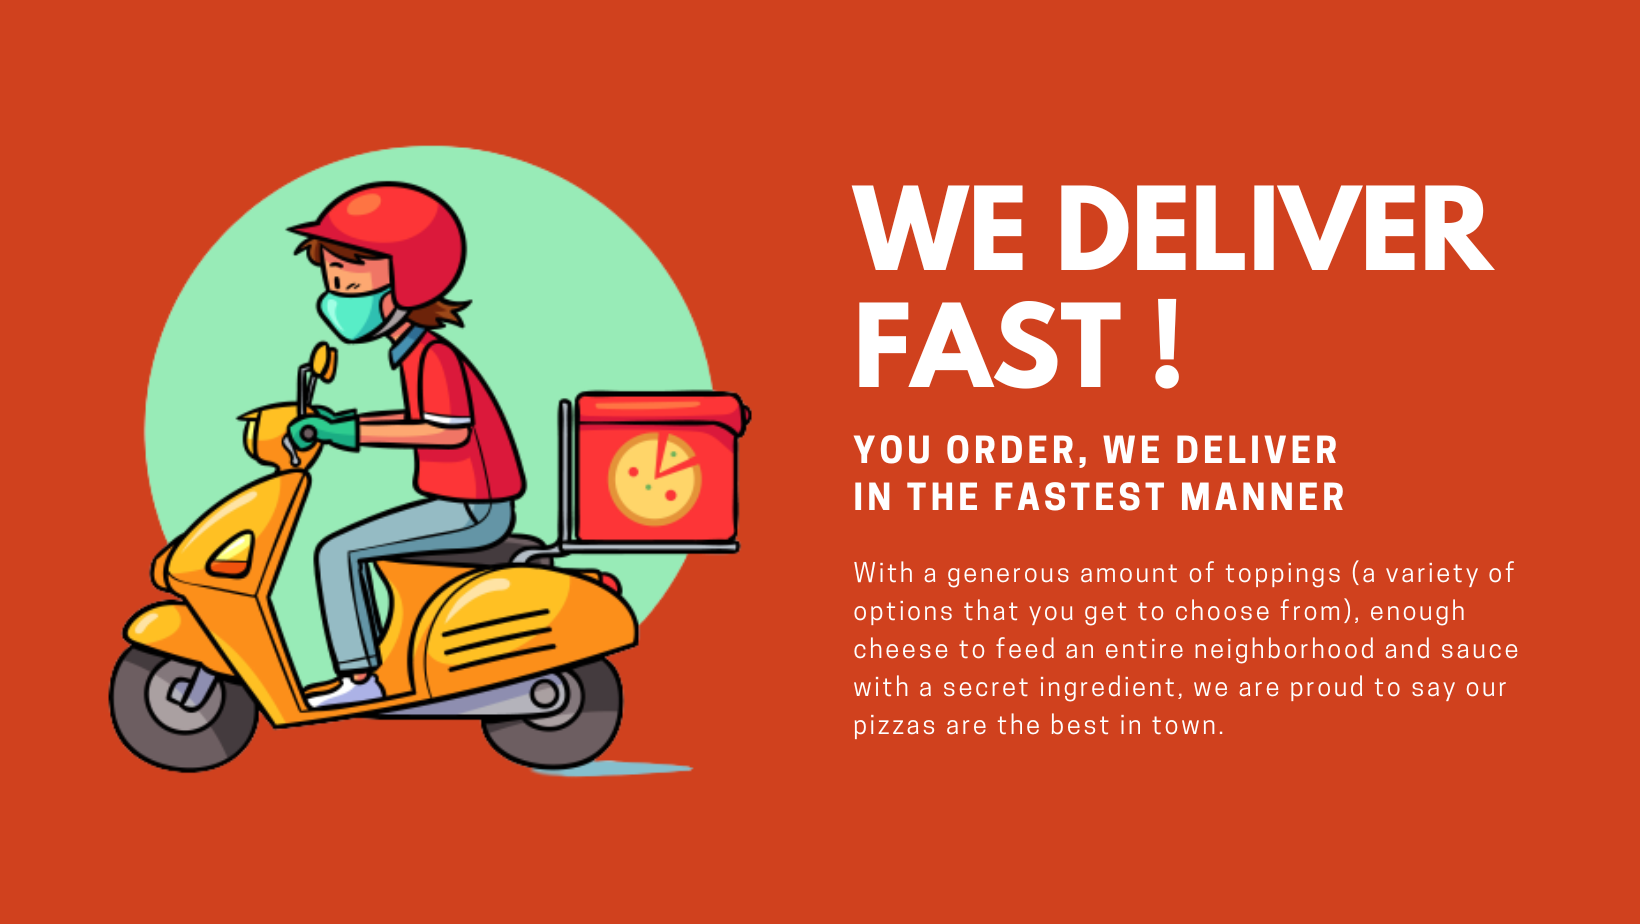 WE DELIVER
FAST !
YOU ORDER, WE DELIVER
IN THE FASTEST MANNER
With a generous amount of toppings (a variety of
options that you get to choose from), enough
cheese to feed an entire neighborhood and sauce
with a secret ingredient, we are proud to say our
pizzas are the best in town.